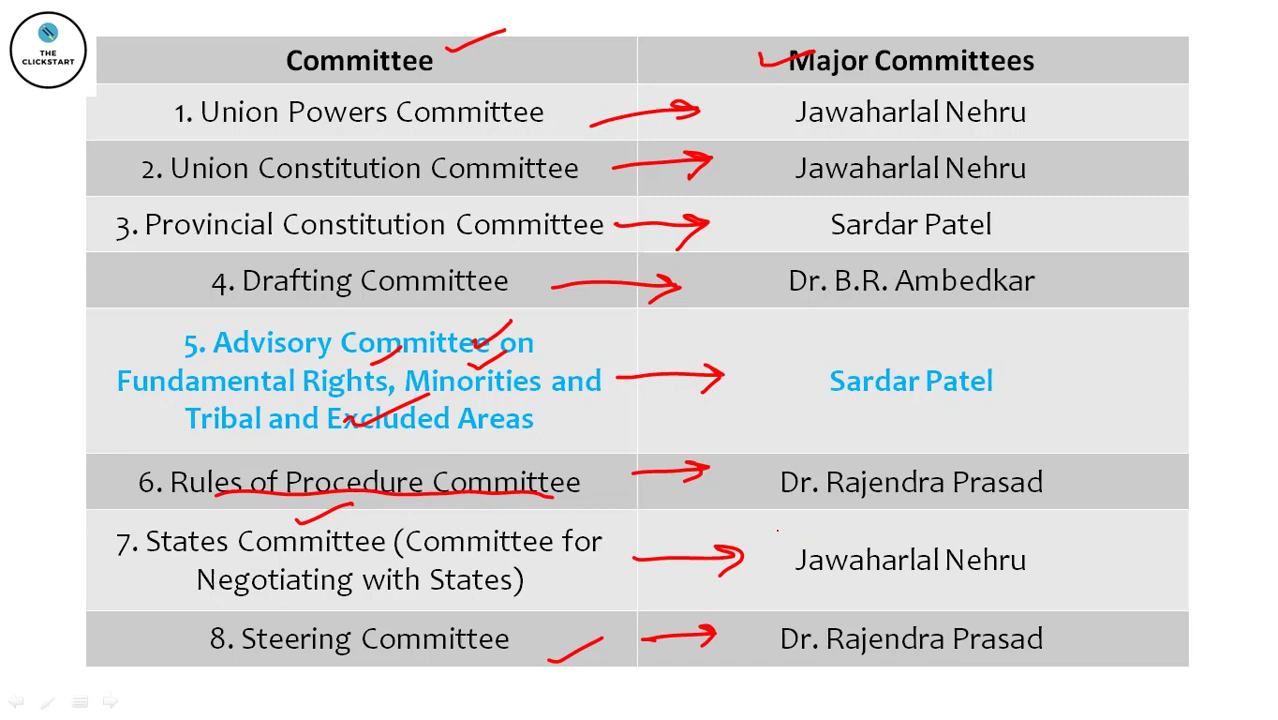 THE
CLICKSTART
Committee
Major Committees
1. Union Powers Committee
Jawaharlal Nehru
2. Union Constitution Committee
Jawaharlal Nehru
3. Provincial Constitution Committee
Sardar Patel
4. Drafting Committee
Dr. B.R. Ambedkar
5. Advisory Committee on
Fundamental Rights, Minorities and
Tribal and Excluded Areas
Sardar Patel
6. Rules of Procedure Committee
Dr. Rajendra Prasad
7. States Committee (Committee for
Negotiating with States)
Jawaharlal Nehru
8. Steering Committee
Dr. Rajendra Prasad